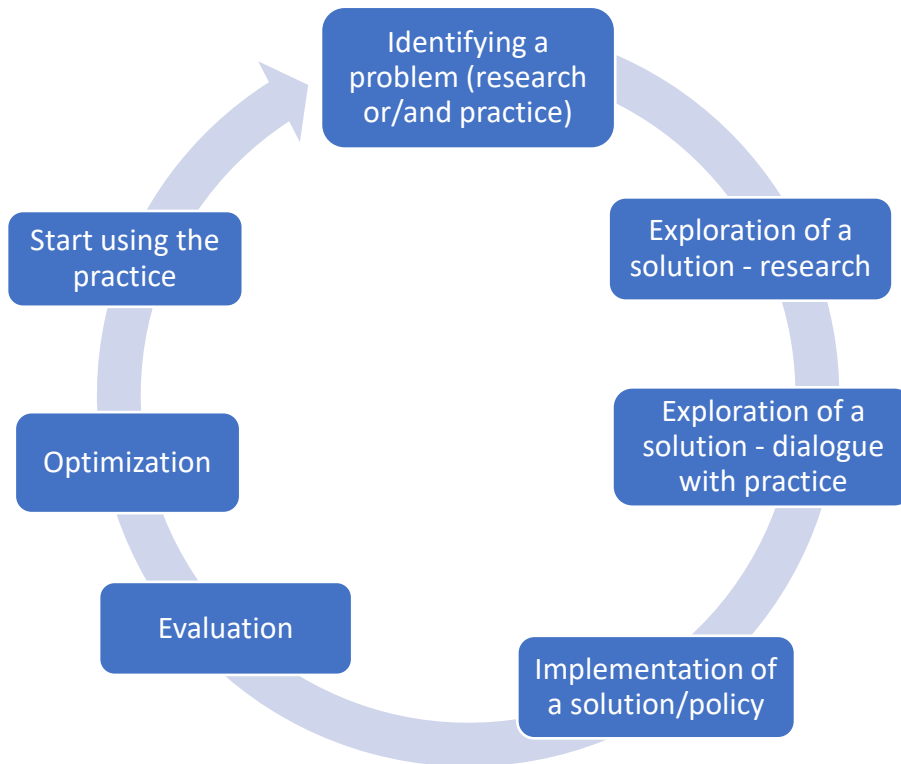 Identifying a
problem (research
or/and practice)
Exploration of a
solution - research
Exploration of a
solution - dialogue
with practice
Implementation of
a solution/policy
Evaluation
Optimization
Start using the
practice